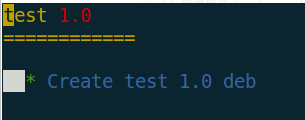 test 1.0
============
* Create test 1.0 deb